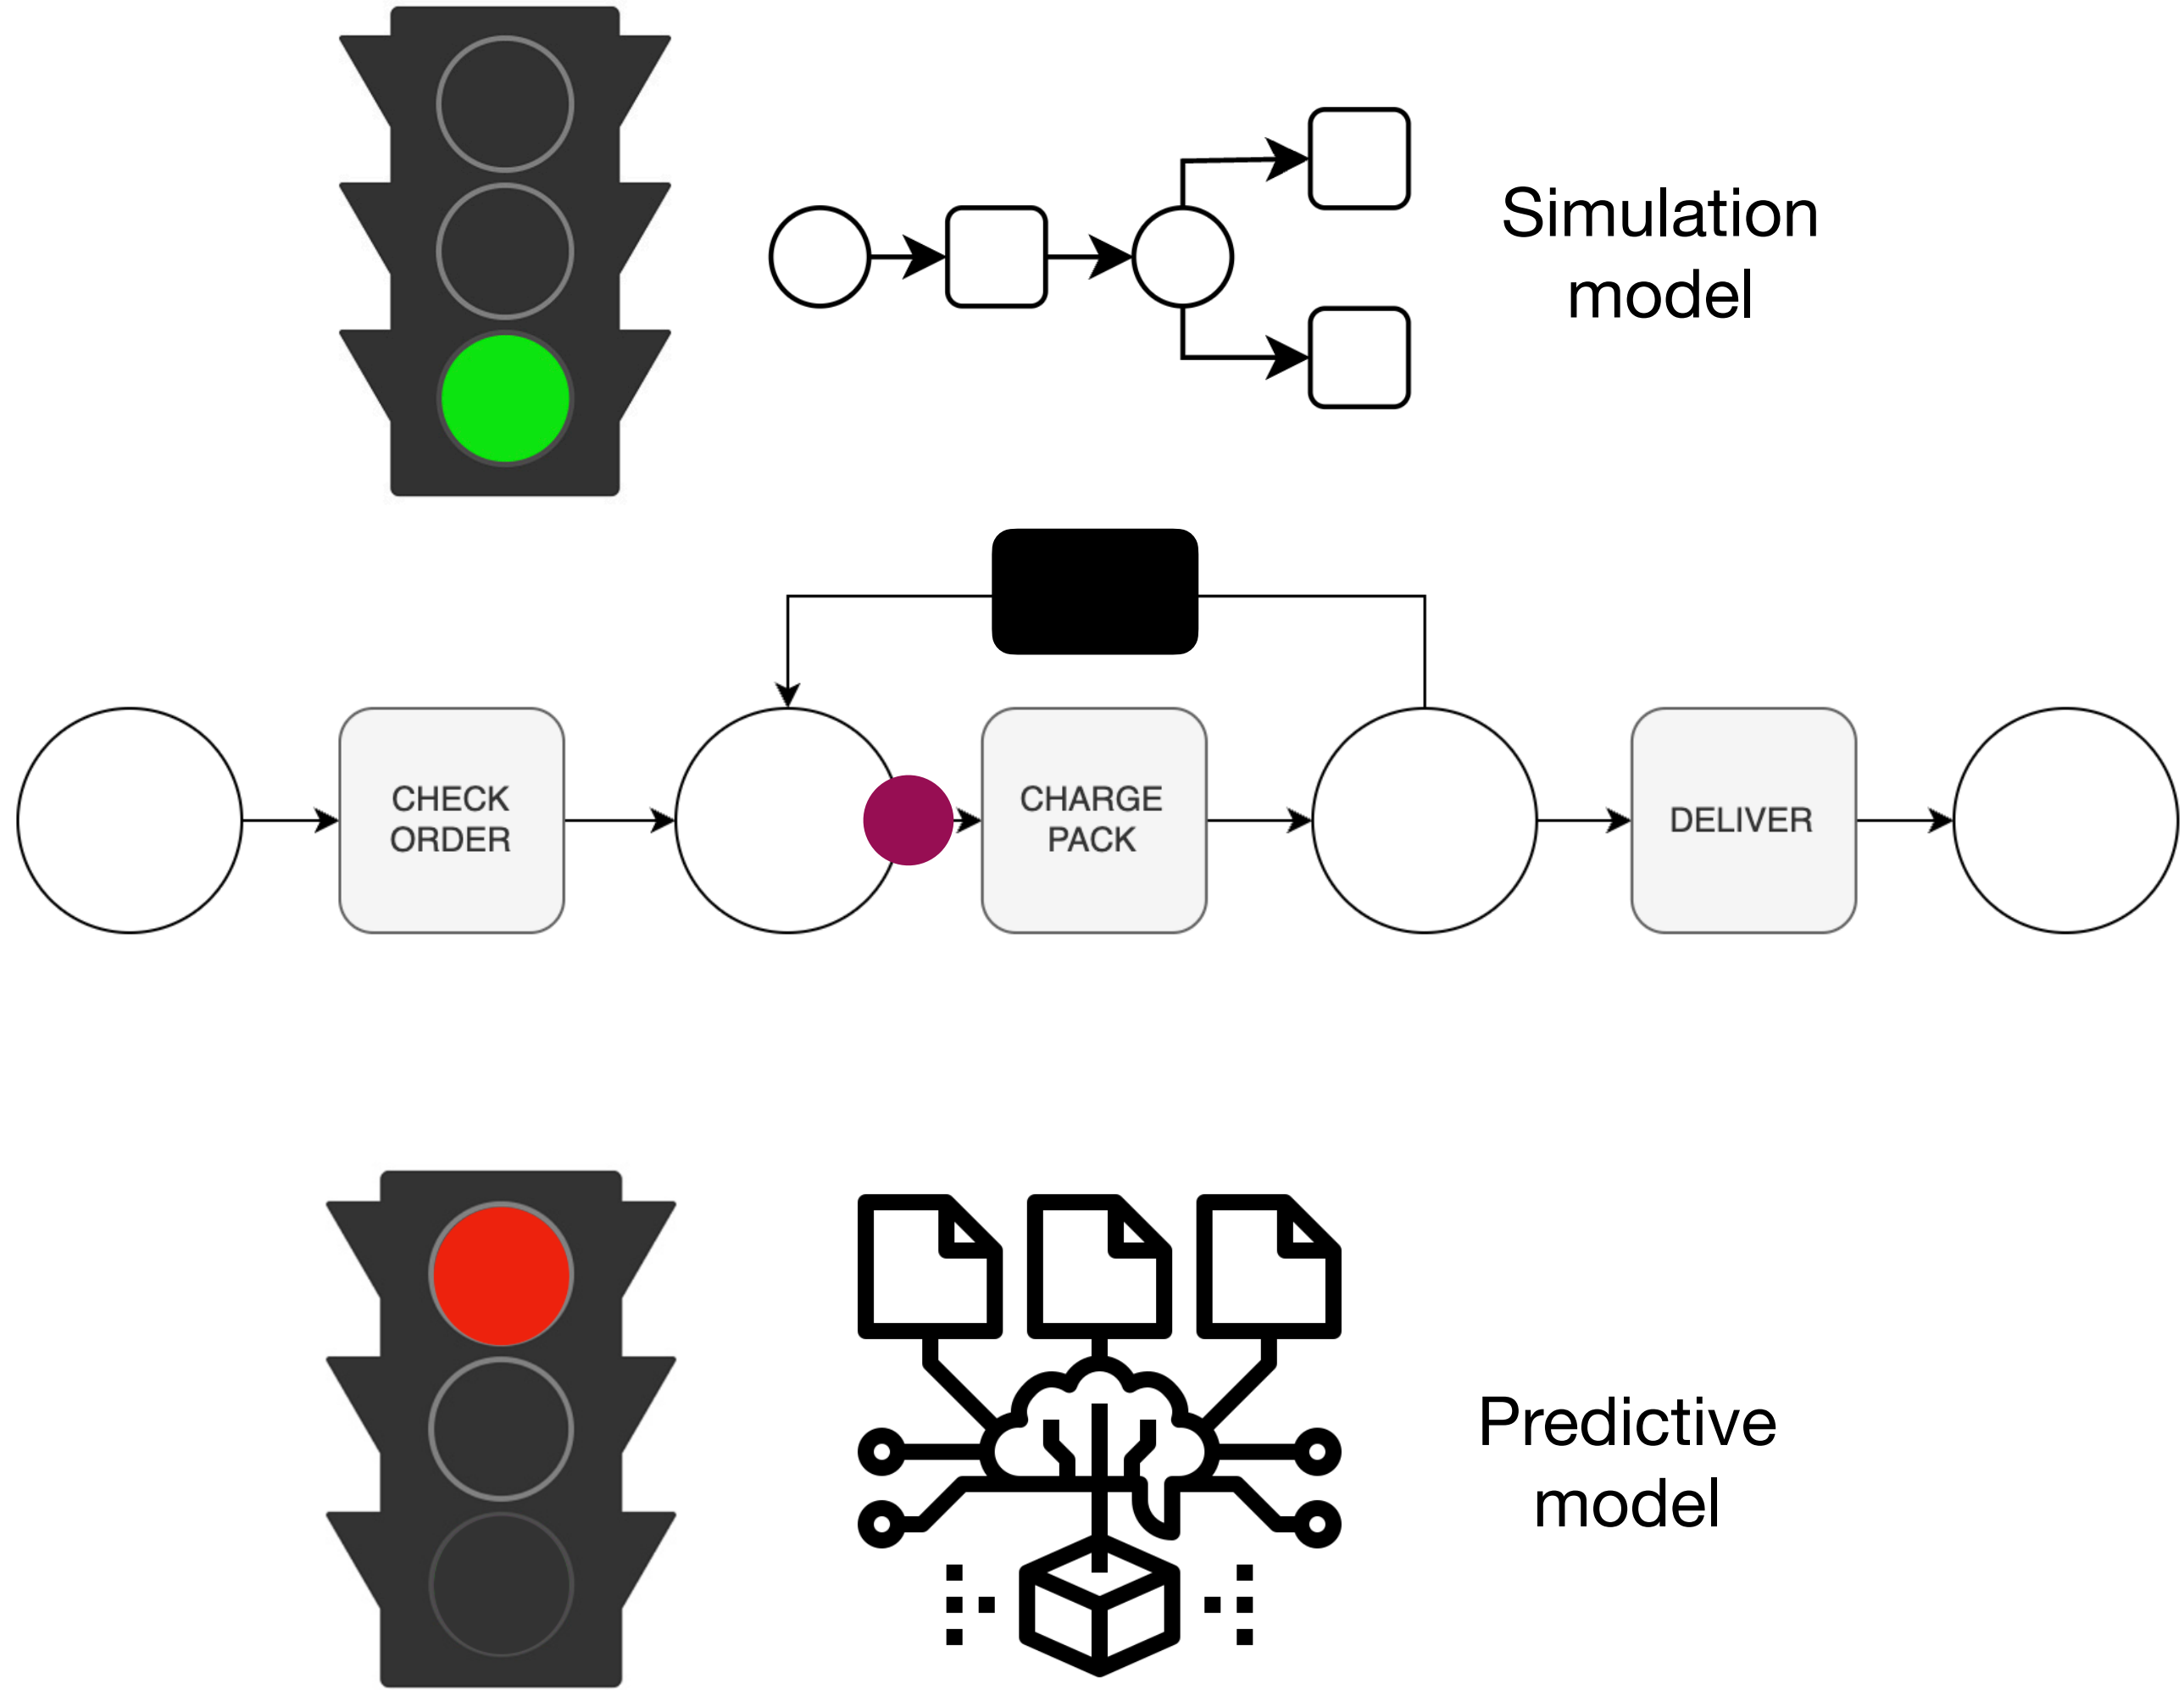 Simulation
model
CHECK
ORDER
CHARGE
PACK
DELIVER
Predictive
model